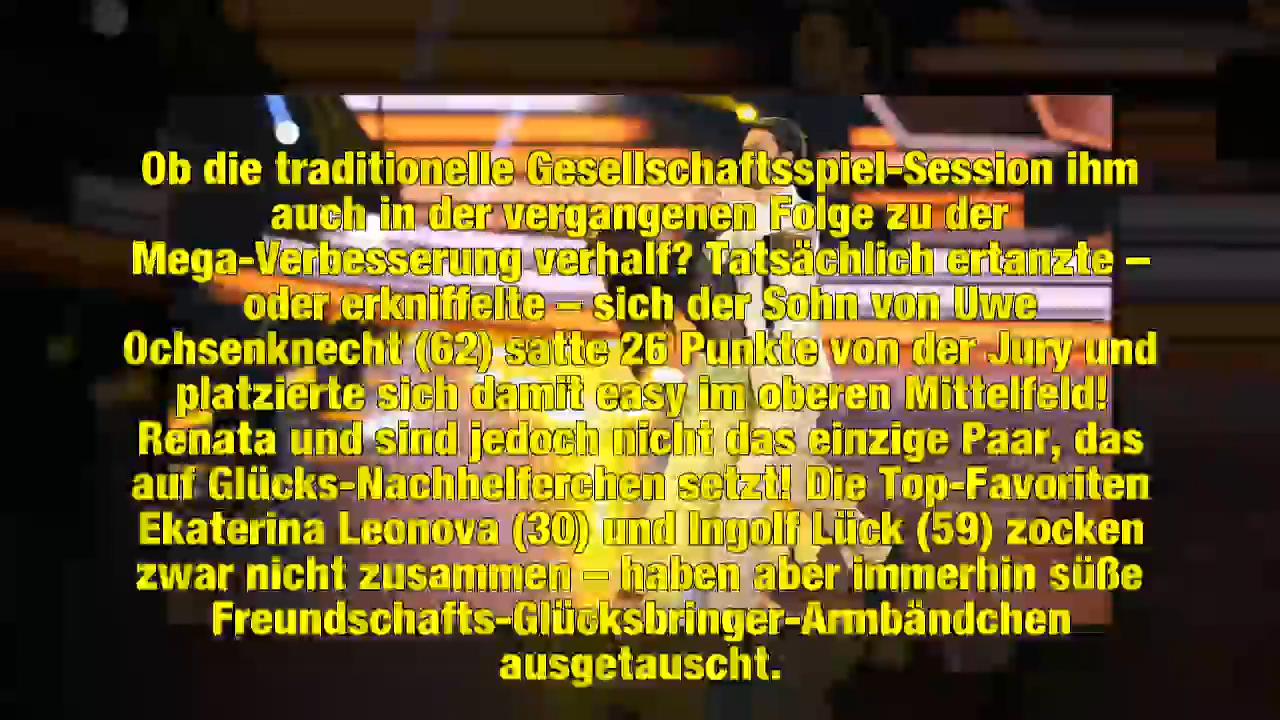 Ob die traditionelle Gesellschaftsspiel-Session ihm
auch in der vergangenen Folge zu der
Mega-Verbesserung verhalf? Tatsächlich ertanzte –
oder erkniffelte – sich der Sohn von Uwe
Ochsenknecht (62) satte 26 Punkte von der Jury und
platzierte sich damit easy im oberen Mittelfeld!
Renata und sind jedoch nicht das einzige Paar, das
auf Glücks-Nachhelferchen setzt! Die Top-Favoriten
Ekaterina Leonova (30) und Ingolf Lück (59) zocken
zwar nicht zusammen – haben aber immerhin süße
Freundschafts-Glücksbringer-Armbändchen
ausgetauscht.